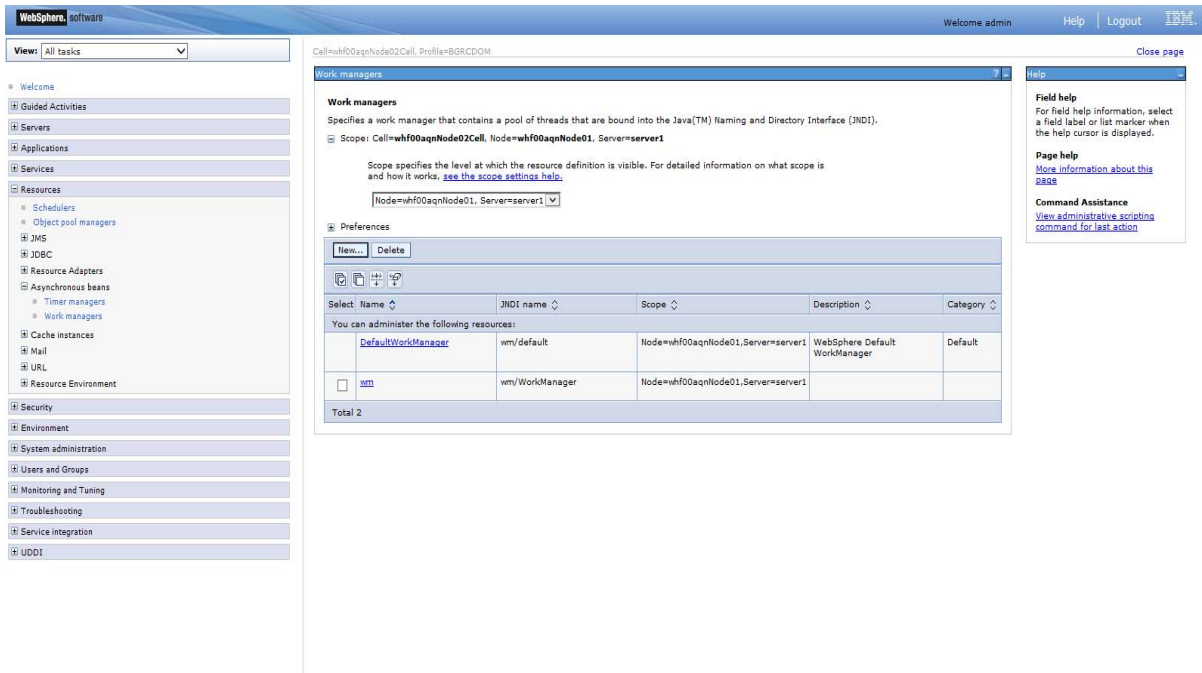 WebSphere. software
Welcome admin
Help | Logout
IBM.
View: All tasks
Cell=whf00aqnNode02Cell, Profile=BGRCDOM
Close page
Welcome
Guided Activities
Servers
Applications
Services
Resources
Schedulers
Object pool managers
JMS
JDBC
Resource Adapters
Asynchronous beans
Timer managers
Work managers
Cache instances
Mail
URL
Resource Environment
Security
Environment
System administration
Users and Groups
Monitoring and Tuning
Troubleshooting
Service integration
UDDI
Work managers
?
Work managers
Specifies a work manager that contains a pool of threads that are bound into the Java(TM) Naming and Directory Interface (JNDI).
Scope: Cell=whf00aqnNode02Cell, Node=whf00aqnNode01, Server=server1
Scope specifies the level at which the resource definition is visible. For detailed information on what scope is
and how it works, see the scope settings help.
Node=whf00aqnNode01, Server=server1
Preferences
New... Delete
Select Name JNDI name Scope Description Category
You can administer the following resources:
DefaultWorkManager wm/default Node=whf00aqnNode01,Server=server1 WebSphere Default Default
WorkManager
wm wm/WorkManager Node=whf00aqnNode01,Server=server1
Total 2
Help
Field help
For field help information, select
a field label or list marker when
the help cursor is displayed.
Page help
More information about this
page
Command Assistance
View administrative scripting
command for last action